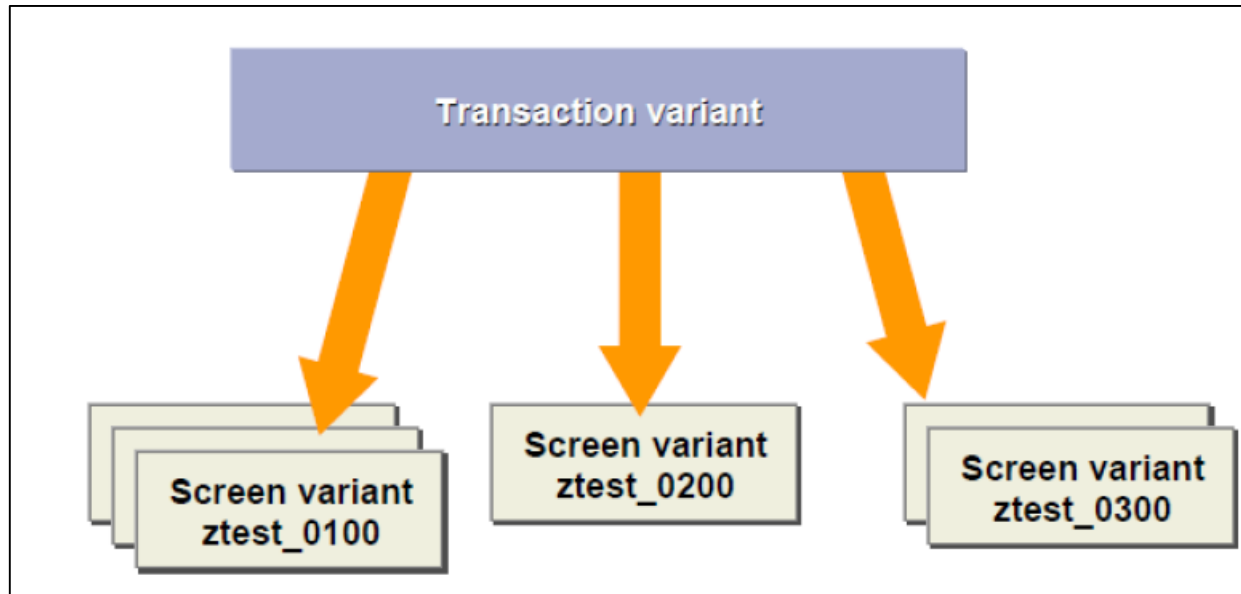 Transaction variant
Screen variant
ztest_0100
Screen variant
ztest_0200
Screen variant
ztest_0300